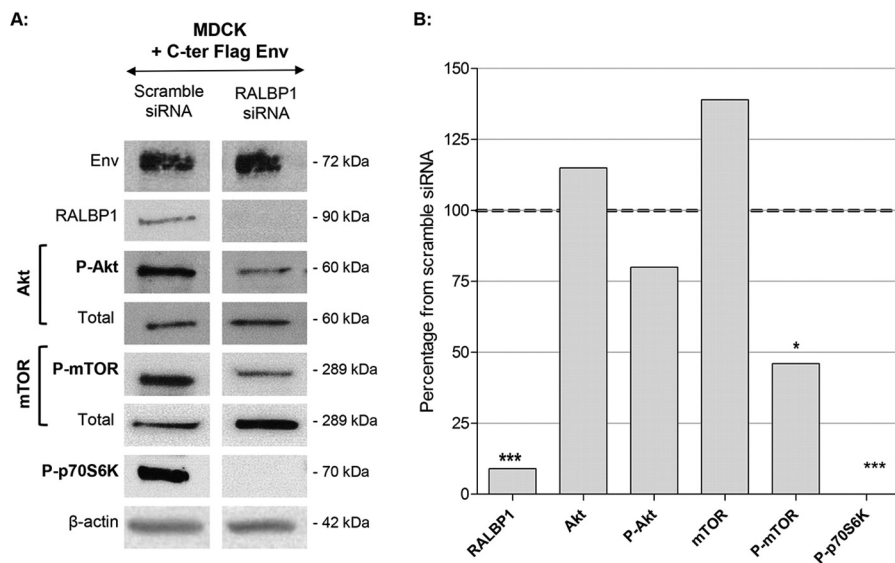 A:
MDCK
+ C-ter Flag Env
Scramble siRNA
RALBP1 siRNA
Env
- 72 kDa
RALBP1
- 90 kDa
Akt
P-Akt
- 60 kDa
Total
- 60 kDa
mTOR
P-mTOR
- 289 kDa
Total
- 289 kDa
P-p70S6K
- 70 kDa
β-actin
- 42 kDa
B:
Percentage from scramble siRNA
150
125
100
75
50
25
0
***
*
***
RALBP1
Akt
P-Akt
mTOR
P-mTOR
P-p70S6K